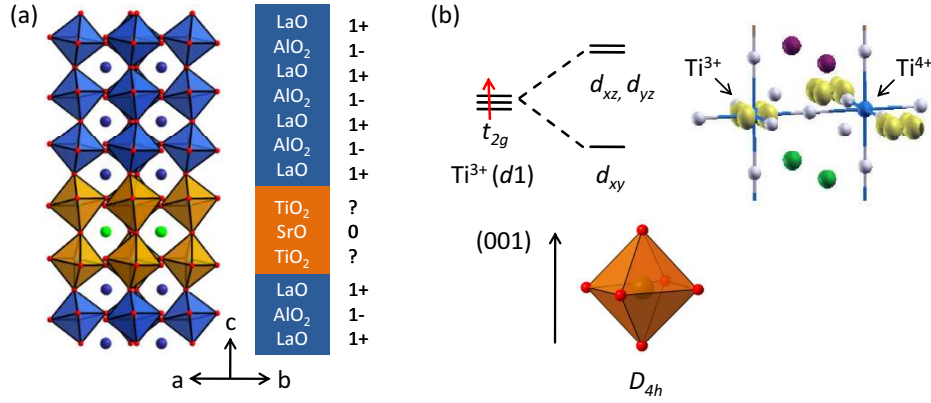 (a)
LaO 1+
AlO₂ 1-
LaO 1+
AlO₂ 1-
LaO 1+
AlO₂ 1-
LaO 1+
TiO₂ ?
SrO 0
TiO₂ ?
LaO 1+
AlO₂ 1-
LaO 1+
c
a b
(b)
t₂g
Ti³⁺ (d1)
dxz, dyz
dxy
Ti³⁺ Ti⁴⁺
(001)
D₄h